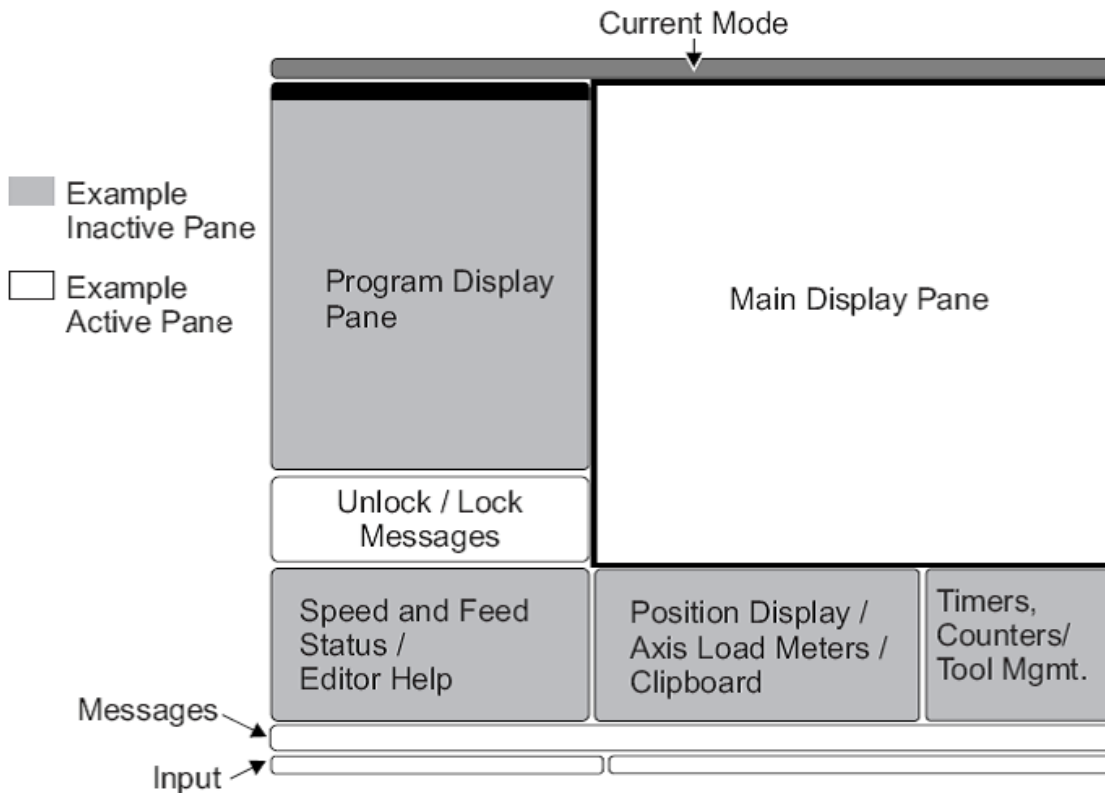 Current Mode
Example
Inactive Pane
Example
Active Pane
Program Display
Pane
Main Display Pane
Unlock / Lock
Messages
Speed and Feed
Status /
Editor Help
Position Display /
Axis Load Meters /
Clipboard
Timers,
Counters/
Tool Mgmt.
Messages
Input